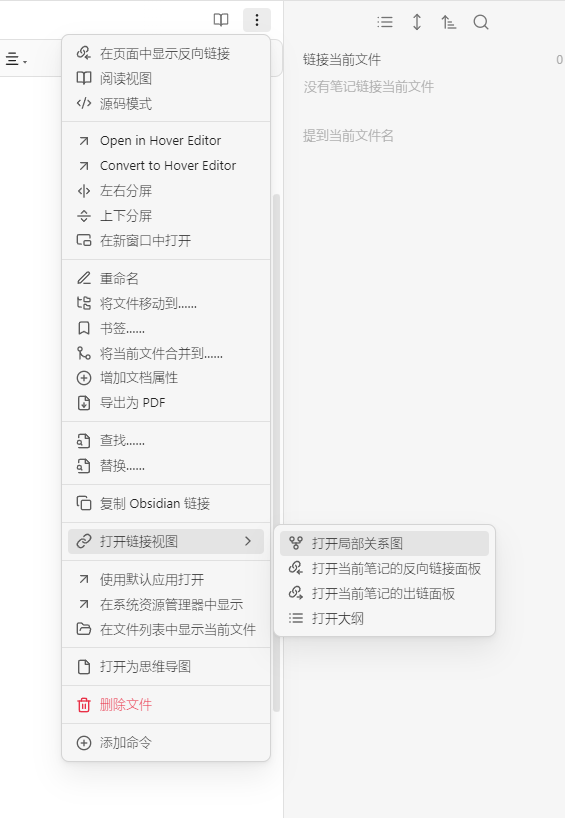 链接当前文件 0
没有笔记链接当前文件
提到当前文件名
在页面中显示反向链接
阅读视图
源码模式
Open in Hover Editor
Convert to Hover Editor
左右分屏
上下分屏
在新窗口中打开
重命名
将文件移动到......
书签......
将当前文件合并到......
增加文档属性
导出为 PDF
查找......
替换......
复制 Obsidian 链接
打开链接视图
打开局部关系图
打开当前笔记的反向链接面板
打开当前笔记的出链面板
打开大纲
使用默认应用打开
在系统资源管理器中显示
在文件列表中显示当前文件
打开为思维导图
删除文件
添加命令